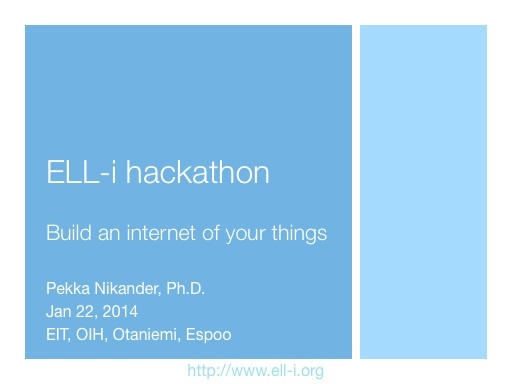 ELL-i hackathon
Build an internet of your things
Pekka Nikander, Ph.D.
Jan 22, 2014
EIT, OIH, Otaniemi, Espoo
http://www.ell-i.org